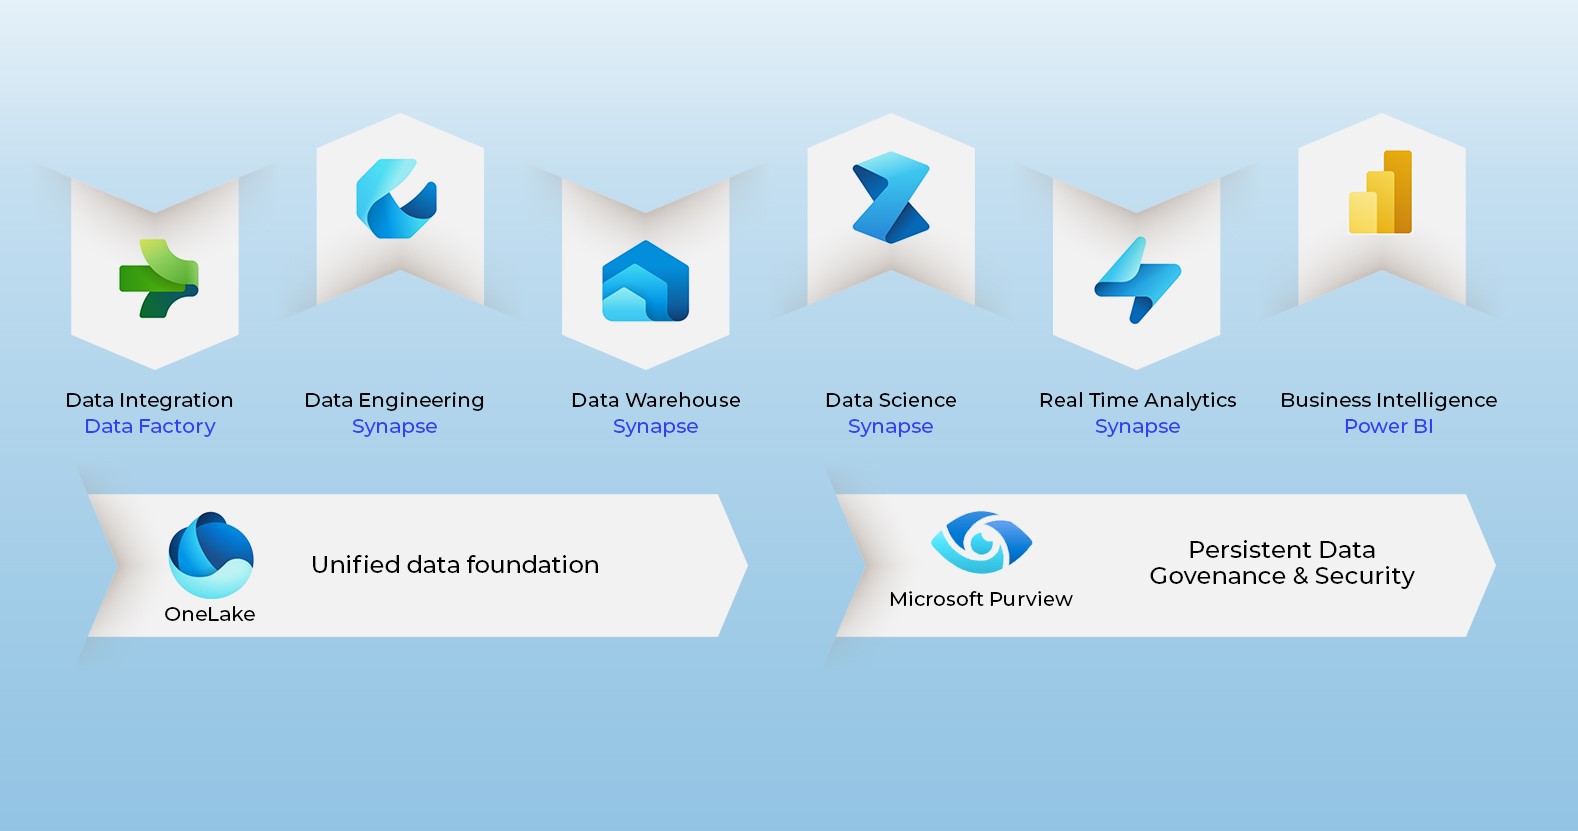 Data Integration
Data Factory
Data Engineering
Synapse
Data Warehouse
Synapse
Data Science
Synapse
Real Time Analytics
Synapse
Business Intelligence
Power BI
OneLake
Unified data foundation
Microsoft Purview
Persistent Data
Govenance & Security